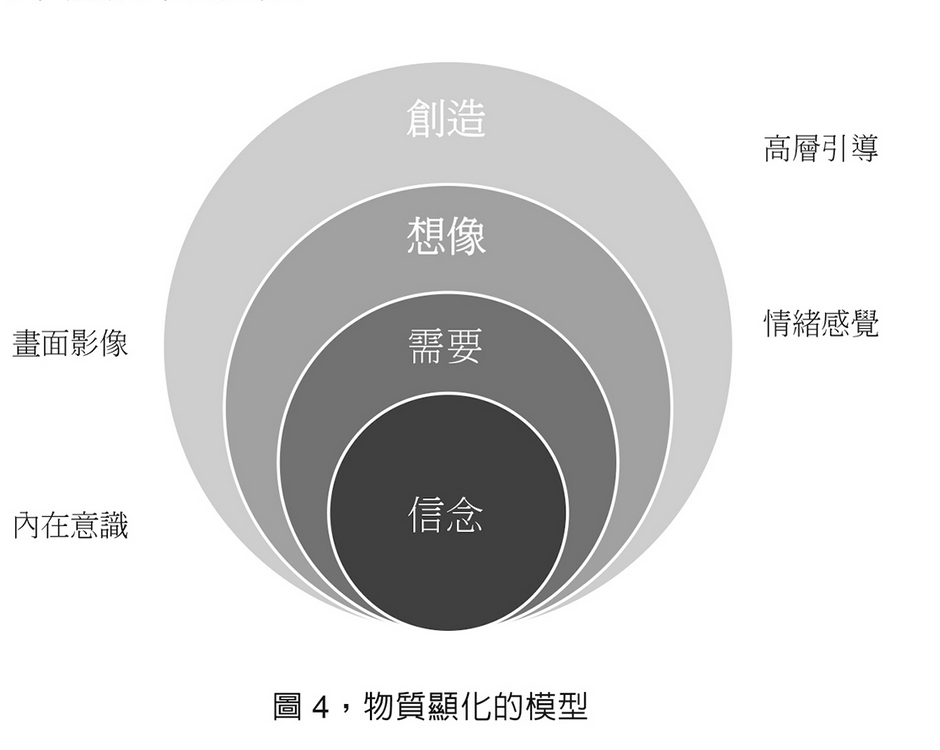 創造
高層引導
想像
情緒感覺
畫面影像
需要
信念
內在意識
圖 4，物質顯化的模型